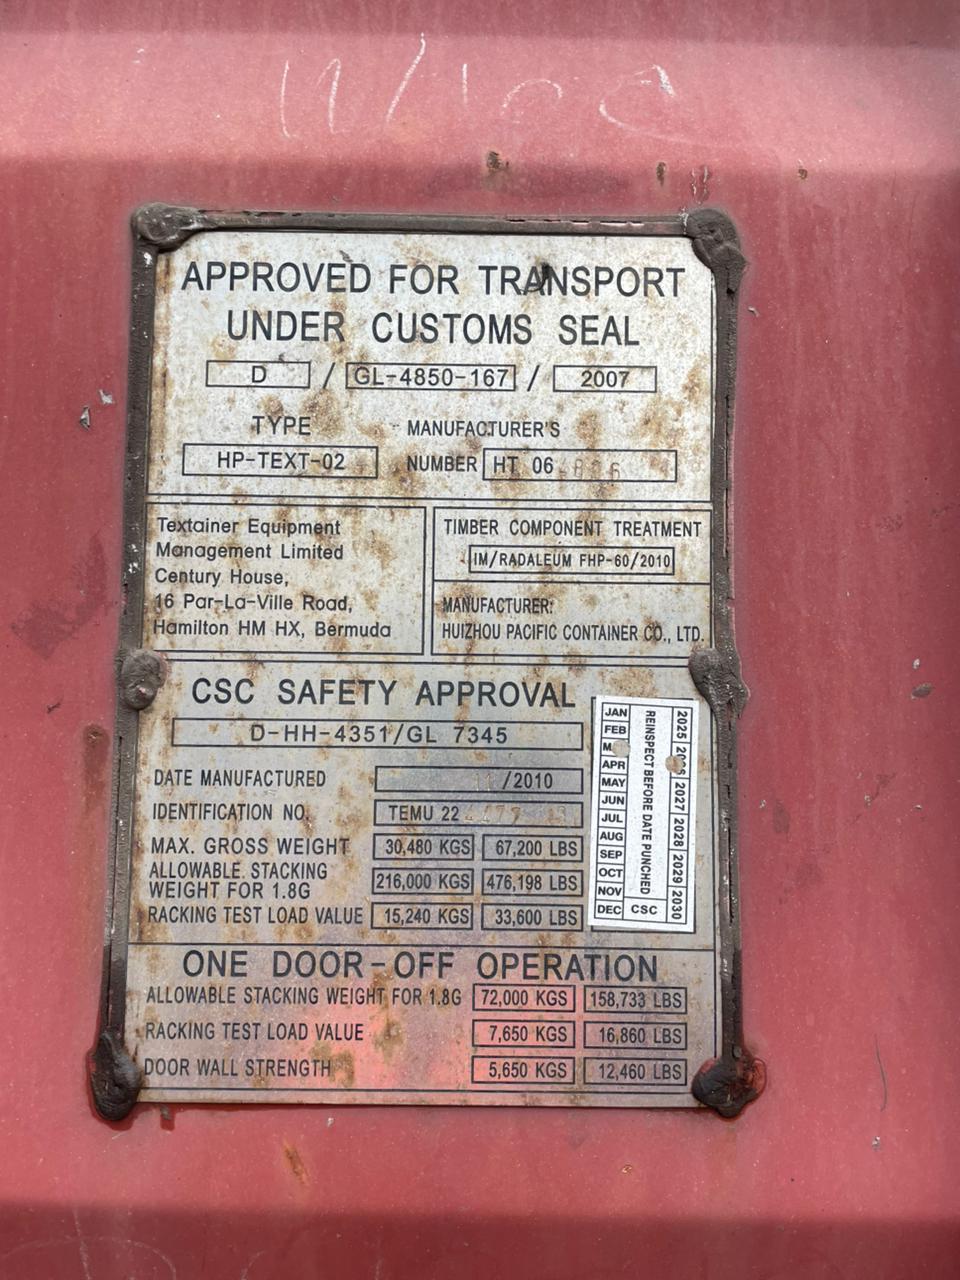 APPROVED FOR TRANSPORT
UNDER CUSTOMS SEAL
D / GL-4850-167 / 2007
TYPE MANUFACTURER'S
HP-TEXT-02 NUMBER HT 06
Textainer Equipment
Management Limited
Century House,
16 Par-La-Ville Road,
Hamilton HM HX, Bermuda
TIMBER COMPONENT TREATMENT
IM/RADALEUM FHP-60/2010
MANUFACTURER:
HUIZHOU PACIFIC CONTAINER CO., LTD.
CSC SAFETY APPROVAL
D-HH-4351/GL 7345
DATE MANUFACTURED 11/2010
IDENTIFICATION NO. TEMU 22
MAX. GROSS WEIGHT 30,480 KGS 67,200 LBS
ALLOWABLE STACKING
WEIGHT FOR 1.8G 216,000 KGS 476,198 LBS
RACKING TEST LOAD VALUE 15,240 KGS 33,600 LBS
JAN
FEB
APR
MAY
JUN
JUL
AUG
SEP
OCT
NOV
DEC
REINSPECT BEFORE DATE PUNCHED
CSC
2025 2027 2028 2029 2030
ONE DOOR-OFF OPERATION
ALLOWABLE STACKING WEIGHT FOR 1.8G 72,000 KGS 158,733 LBS
RACKING TEST LOAD VALUE 7,650 KGS 16,860 LBS
DOOR WALL STRENGTH 5,650 KGS 12,460 LBS